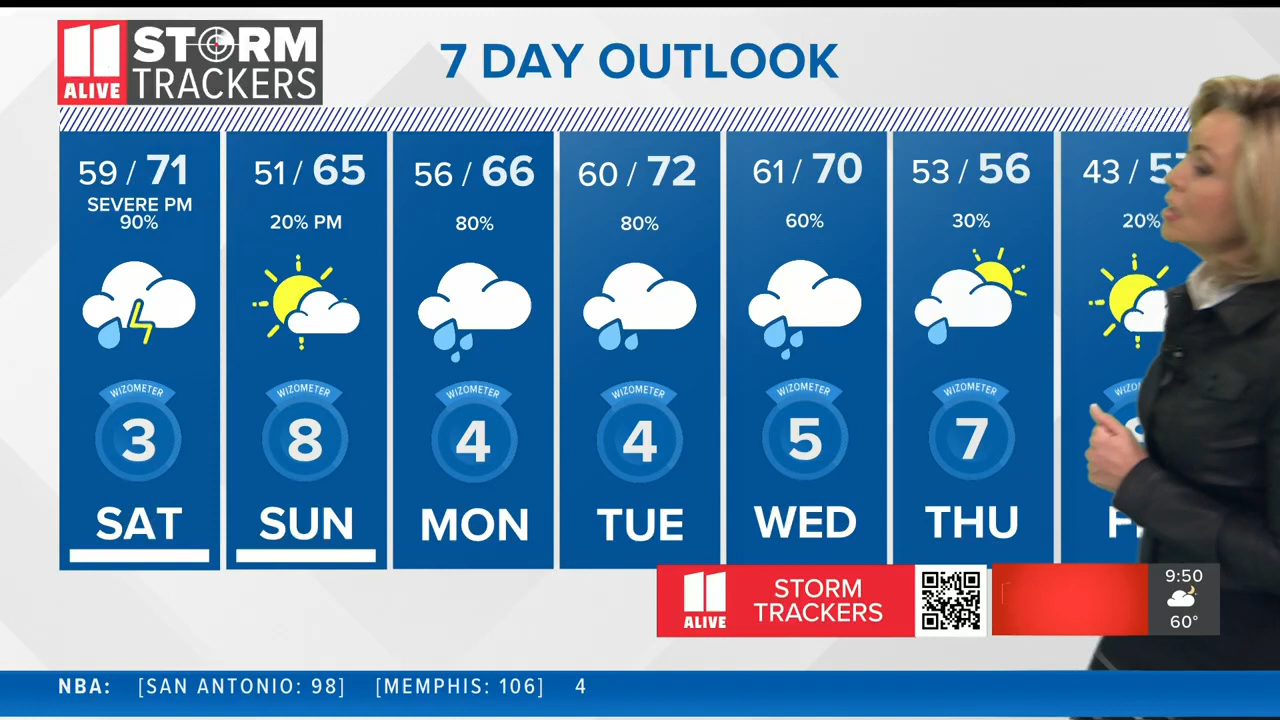 11 ALIVE
STORM
TRACKERS
7 DAY OUTLOOK
59 / 71
SEVERE PM
90%
WIZOMETER
3
SAT
51 / 65
20% PM
WIZOMETER
8
SUN
56 / 66
80%
WIZOMETER
4
MON
60 / 72
80%
WIZOMETER
4
TUE
61 / 70
60%
WIZOMETER
5
WED
53 / 56
30%
WIZOMETER
7
THU
43 /
20%
11 ALIVE
STORM
TRACKERS
9:50
60°
NBA: [SAN ANTONIO: 98] [MEMPHIS: 106] 4